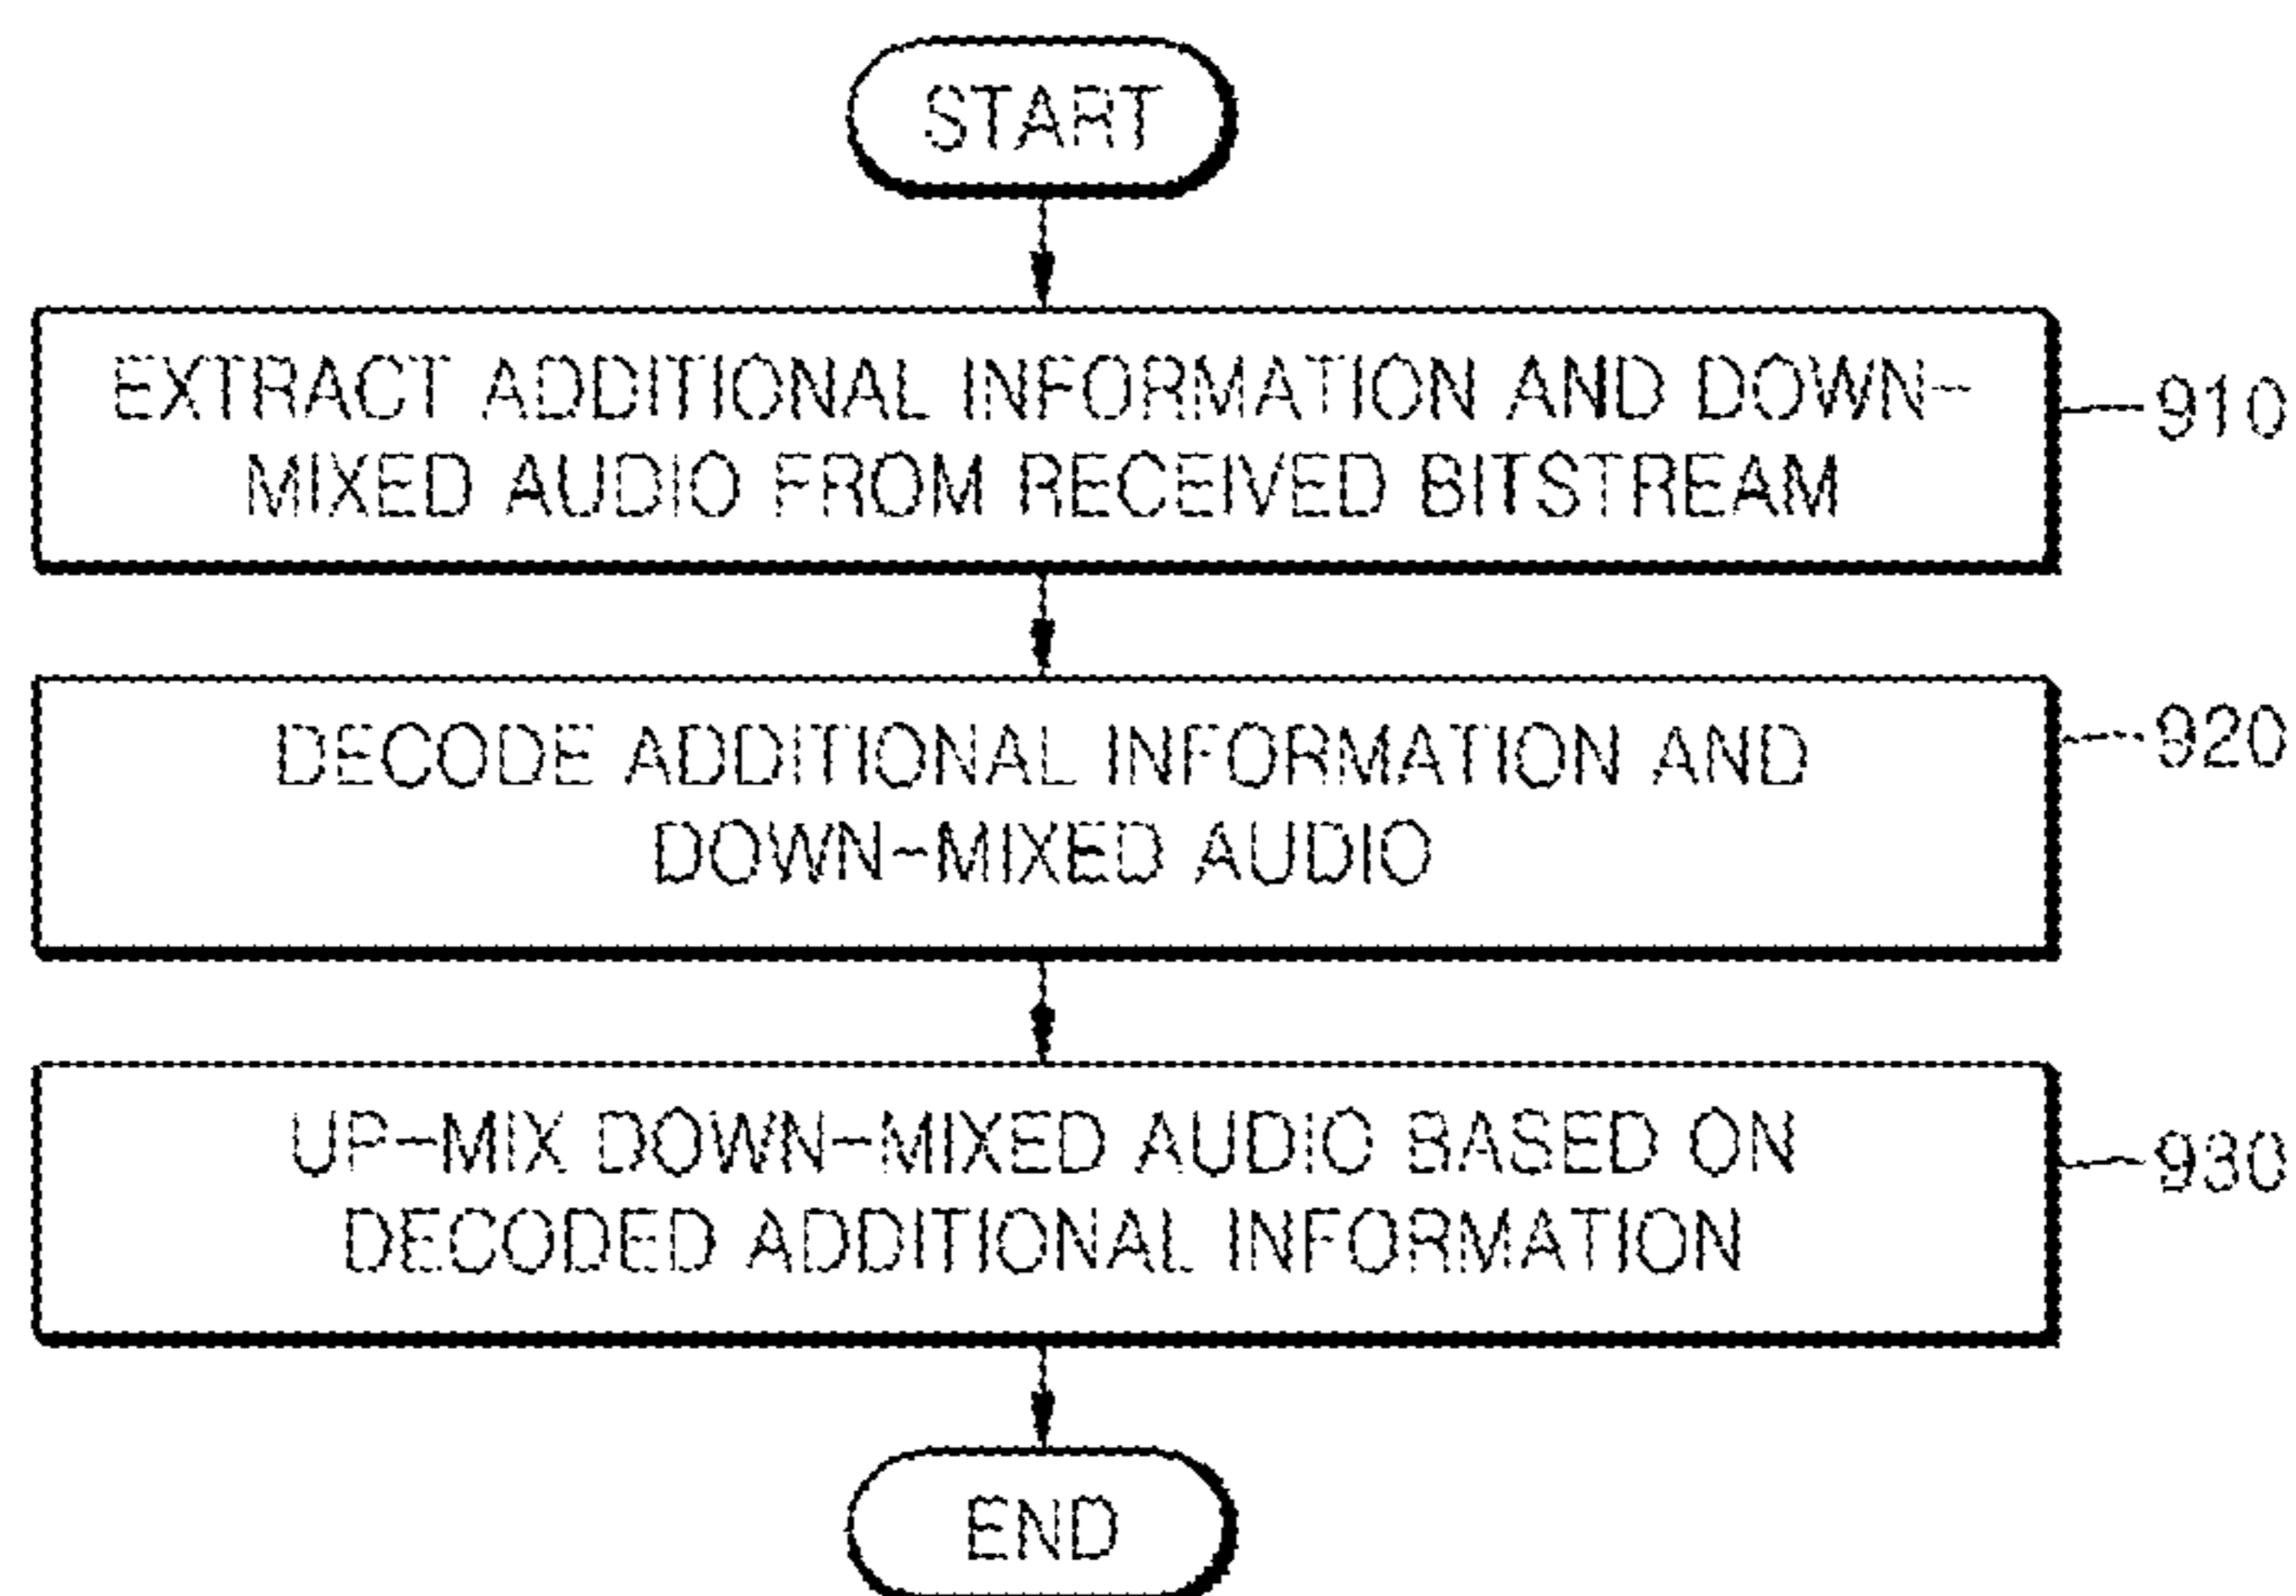 START
EXTRACT ADDITIONAL INFORMATION AND DOWN-
MIXED AUDIO FROM RECEIVED BITSTREAM
910
DECODE ADDITIONAL INFORMATION AND
DOWN-MIXED AUDIO
920
UP-MIX DOWN-MIXED AUDIO BASED ON
DECODED ADDITIONAL INFORMATION
930
END